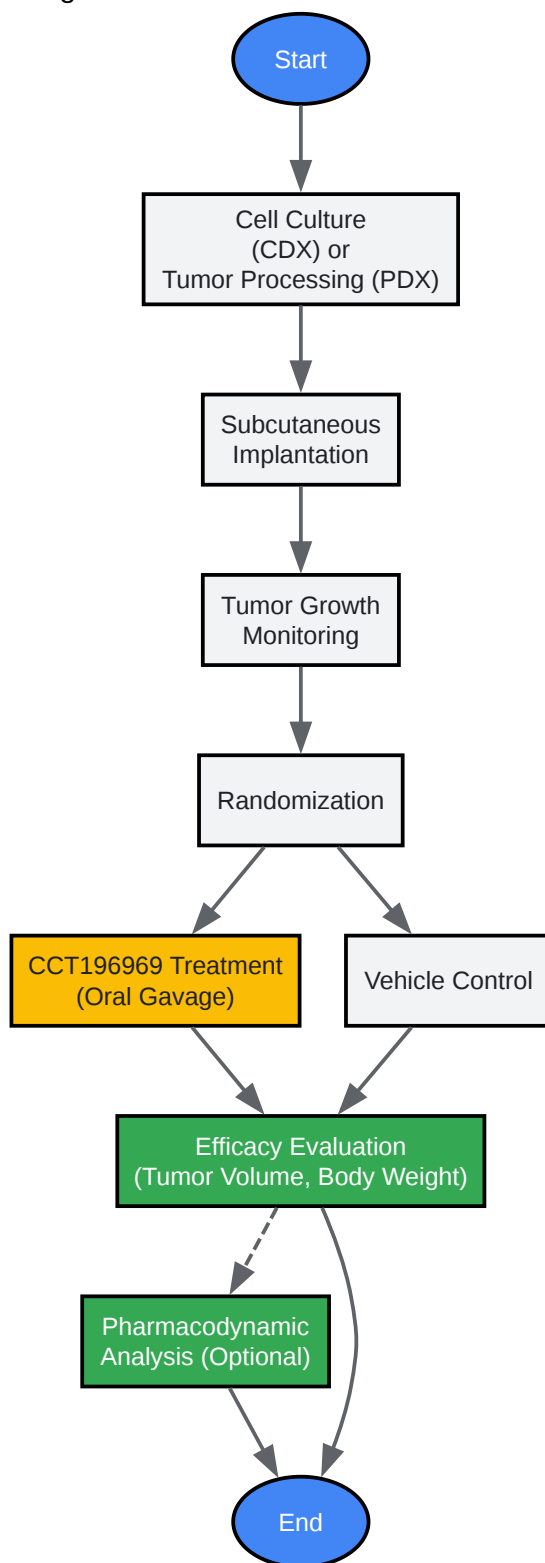 Start
Cell Culture
(CDX) or
Tumor Processing (PDX)
Subcutaneous
Implantation
Tumor Growth
Monitoring
Randomization
CCT196969 Treatment
(Oral Gavage)
Vehicle Control
Efficacy Evaluation
(Tumor Volume, Body Weight)
Pharmacodynamic
Analysis (Optional)
End